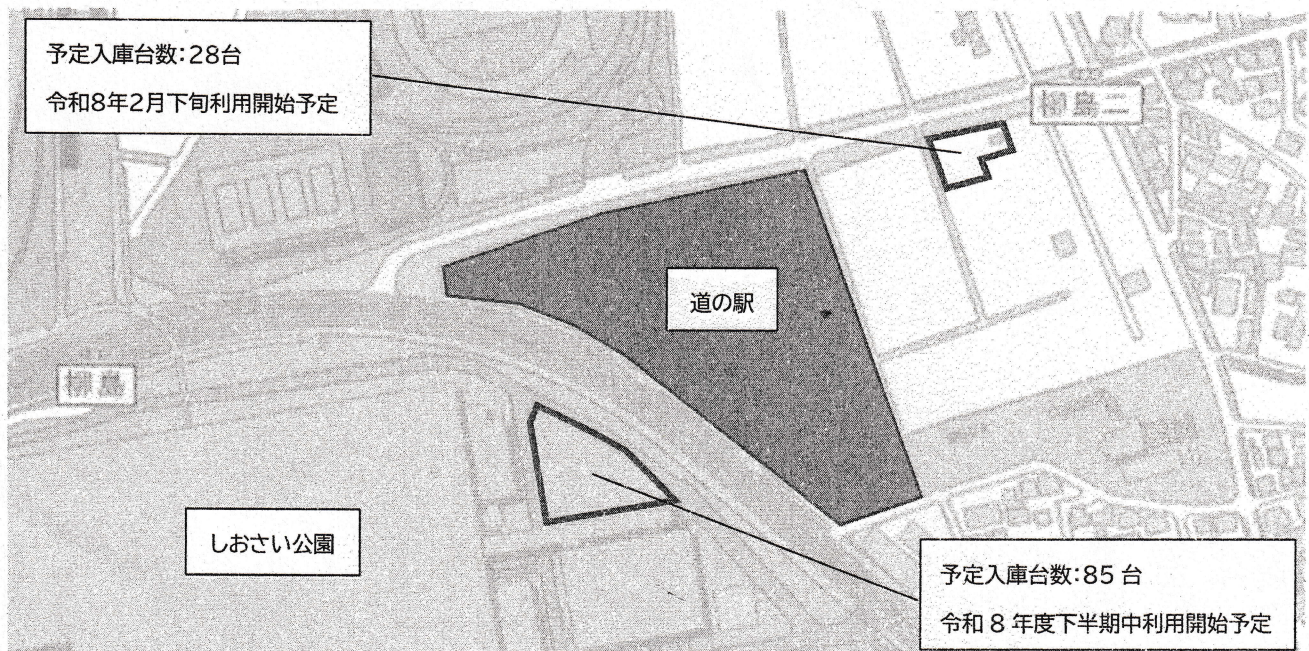 予定入庫台数:28台
令和8年2月下旬利用開始予定
柳島二
道の駅
柳島
しおさい公園
予定入庫台数:85 台
令和 8 年度下半期中利用開始予定